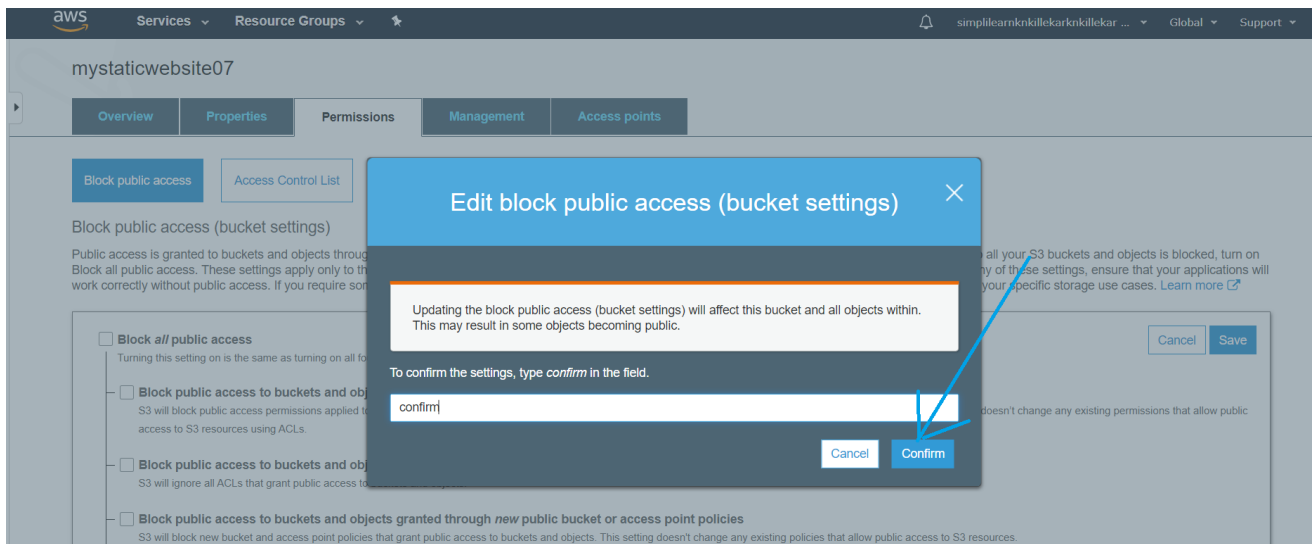 aws Services Resource Groups simplilearnknkillekarknkillekar ... Global Support
mystaticwebsite07
Overview Properties Permissions Management Access points
Block public access Access Control List
Edit block public access (bucket settings)
Block public access (bucket settings)
Public access is granted to buckets and objects throug all your S3 buckets and objects is blocked, turn on
Block all public access. These settings apply only to th ny of these settings, ensure that your applications will
work correctly without public access. If you require son your specific storage use cases. Learn more
Updating the block public access (bucket settings) will affect this bucket and all objects within.
This may result in some objects becoming public.
Block all public access Cancel Save
Turning this setting on is the same as turning on all fo
To confirm the settings, type confirm in the field.
Block public access to buckets and obj
confirm
S3 will block public access permissions applied to doesn't change any existing permissions that allow public
access to S3 resources using ACLs.
Cancel Confirm
Block public access to buckets and obj
S3 will ignore all ACLs that grant public access to
Block public access to buckets and objects granted through new public bucket or access point policies
S3 will block new bucket and access point policies that grant public access to buckets and objects. This setting doesn't change any existing policies that allow public access to S3 resources.